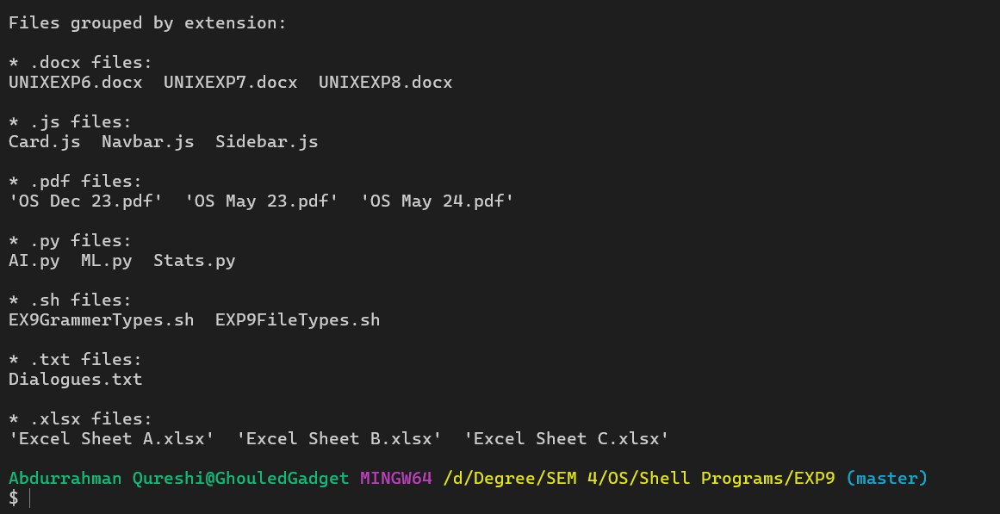 Files grouped by extension:
* .docx files:
UNIXEXP6.docx  UNIXEXP7.docx  UNIXEXP8.docx
* .js files:
Card.js  Navbar.js  Sidebar.js
* .pdf files:
'OS Dec 23.pdf'  'OS May 23.pdf'  'OS May 24.pdf'
* .py files:
AI.py  ML.py  Stats.py
* .sh files:
EX9GrammerTypes.sh  EXP9FileTypes.sh
* .txt files:
Dialogues.txt
* .xlsx files:
'Excel Sheet A.xlsx'  'Excel Sheet B.xlsx'  'Excel Sheet C.xlsx'
Abdurrahman Qureshi@GhouledGadget MINGW64 /d/Degree/SEM 4/OS/Shell Programs/EXP9 (master)
$